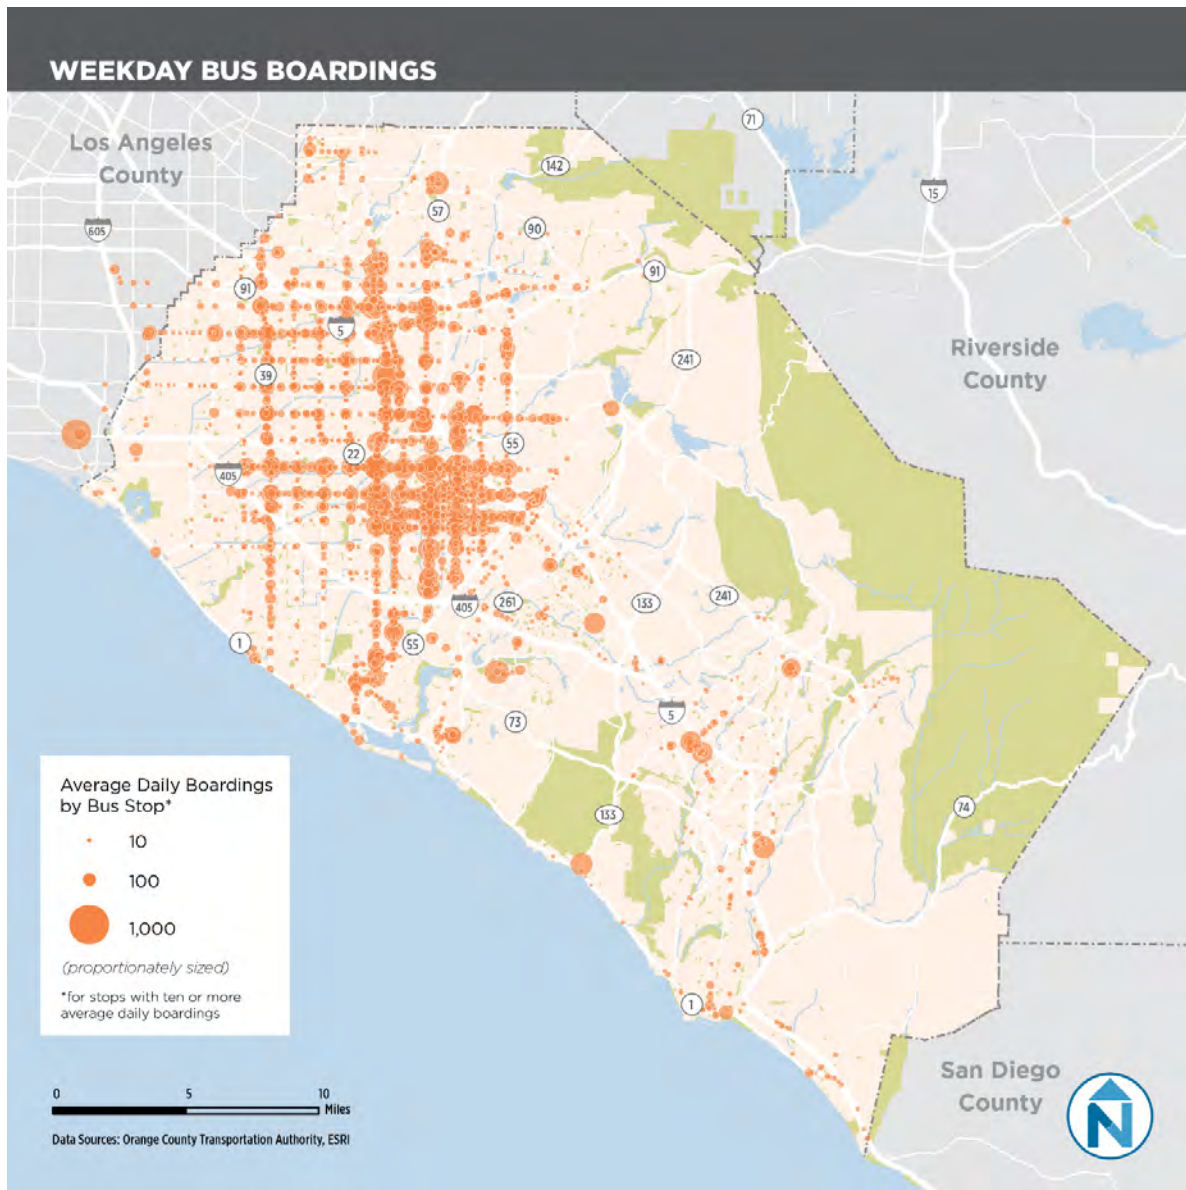 WEEKDAY BUS BOARDINGS
Los Angeles
County
71
142
15
605
57
90
91
91
5
241
Riverside
County
39
55
22
405
405
261
133
241
1
55
5
73
133
74
1
Average Daily Boardings
by Bus Stop*
10
100
1,000
(proportionately sized)
*for stops with ten or more
average daily boardings
San Diego
County
N
0 5 10
Miles
Data Sources: Orange County Transportation Authority, ESRI